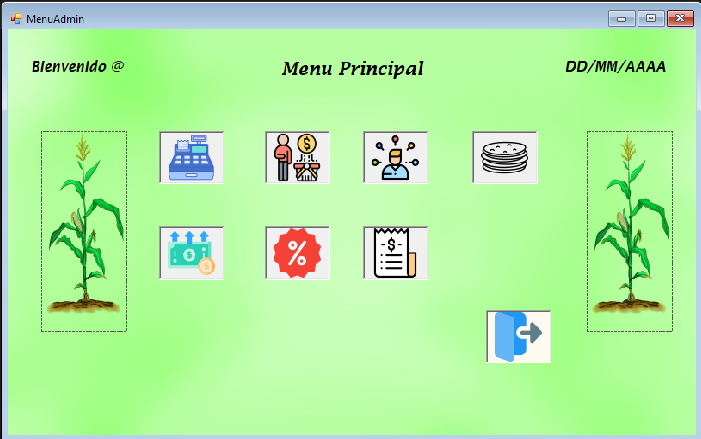 MenuAdmin
Bienvenido @
Menu Principal
DD/MM/AAAA
$
%
-$-